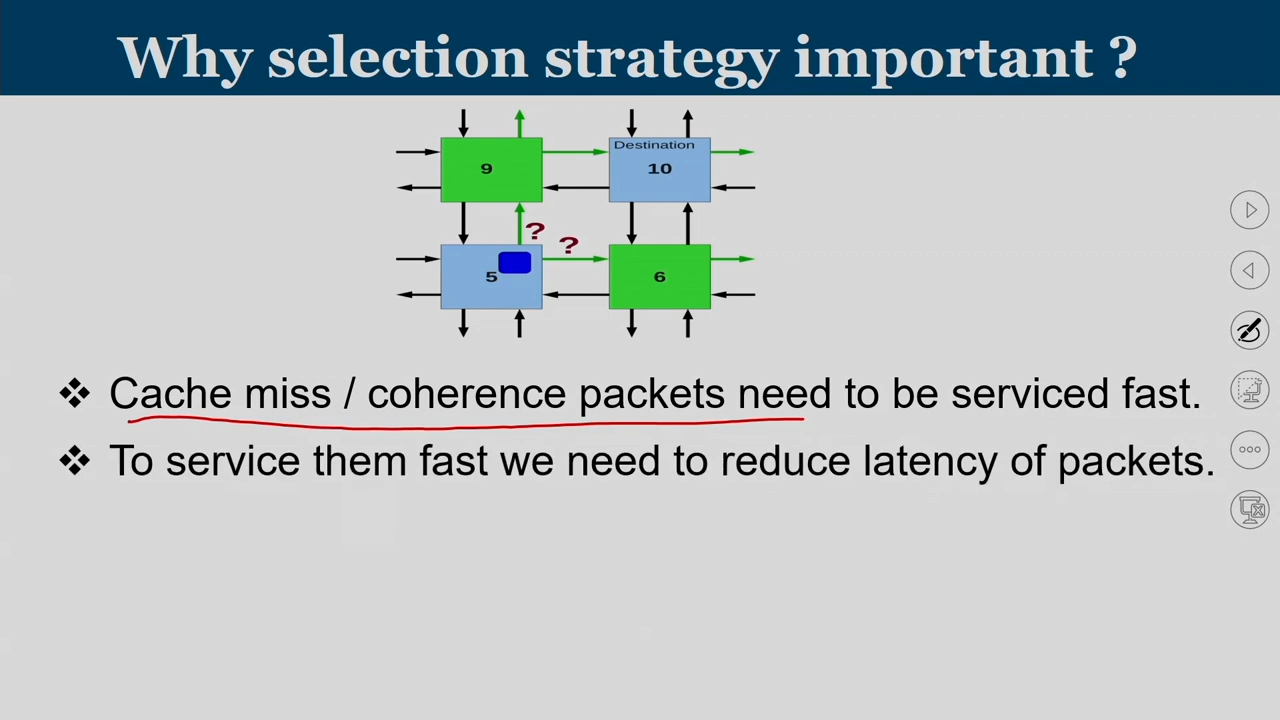 Why selection strategy important ?
Destination
9
10
?
?
5
6
❖ Cache miss / coherence packets need to be serviced fast.
❖ To service them fast we need to reduce latency of packets.